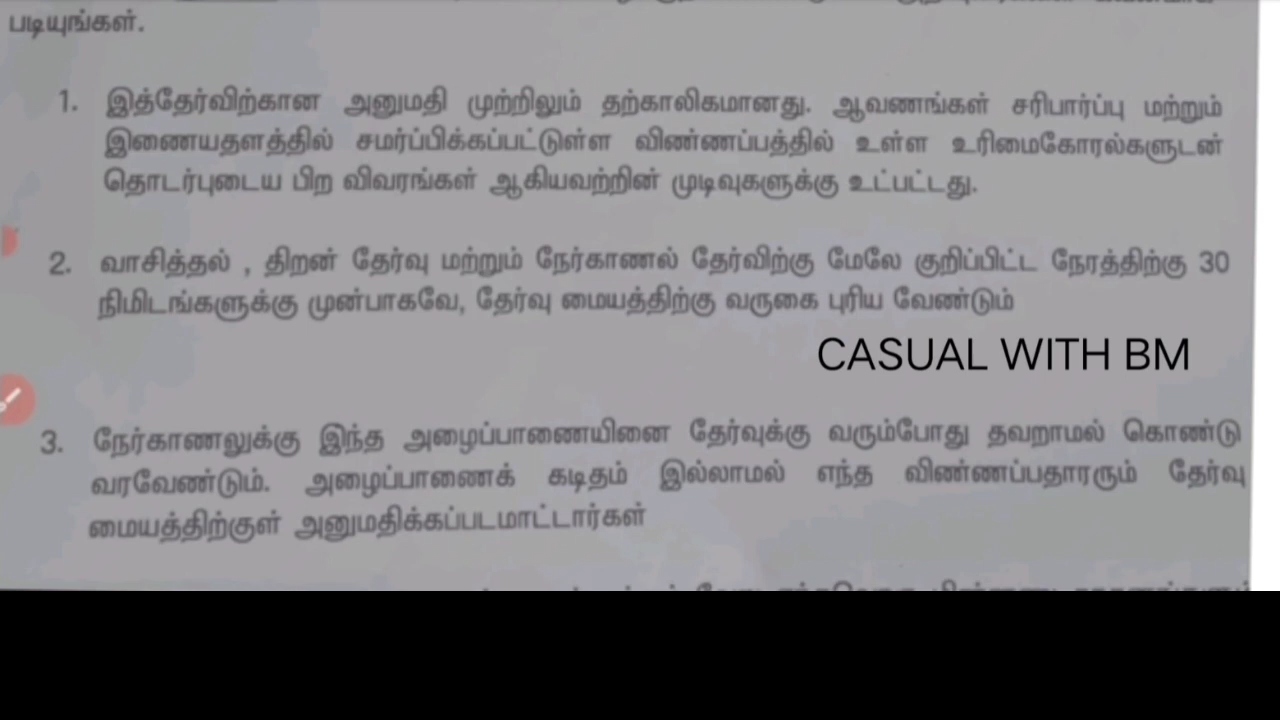 படியுங்கள்.
1. இத்தேர்விற்கான அனுமதி முற்றிலும் தற்காலிகமானது. ஆவணங்கள் சரிபார்ப்பு மற்றும்
இணையதளத்தில் சமர்ப்பிக்கப்பட்டுள்ள விண்ணப்பத்தில் உள்ள உரிமைகோரல்களுடன்
தொடர்புடைய பிற விவரங்கள் ஆகியவற்றின் முடிவுகளுக்கு உட்பட்டது.
2. வாசித்தல் , திறன் தேர்வு மற்றும் நேர்காணல் தேர்விற்கு மேலே குறிப்பிட்ட நேரத்திற்கு 30
நிமிடங்களுக்கு முன்பாகவே, தேர்வு மையத்திற்கு வருகை புரிய வேண்டும்
CASUAL WITH BM
3. நேர்காணலுக்கு இந்த அழைப்பாணையினை தேர்வுக்கு வரும்போது தவறாமல் கொண்டு
வரவேண்டும். அழைப்பாணைக் கடிதம் இல்லாமல் எந்த விண்ணப்பதாரரும் தேர்வு
மையத்திற்குள் அனுமதிக்கப்படமாட்டார்கள்